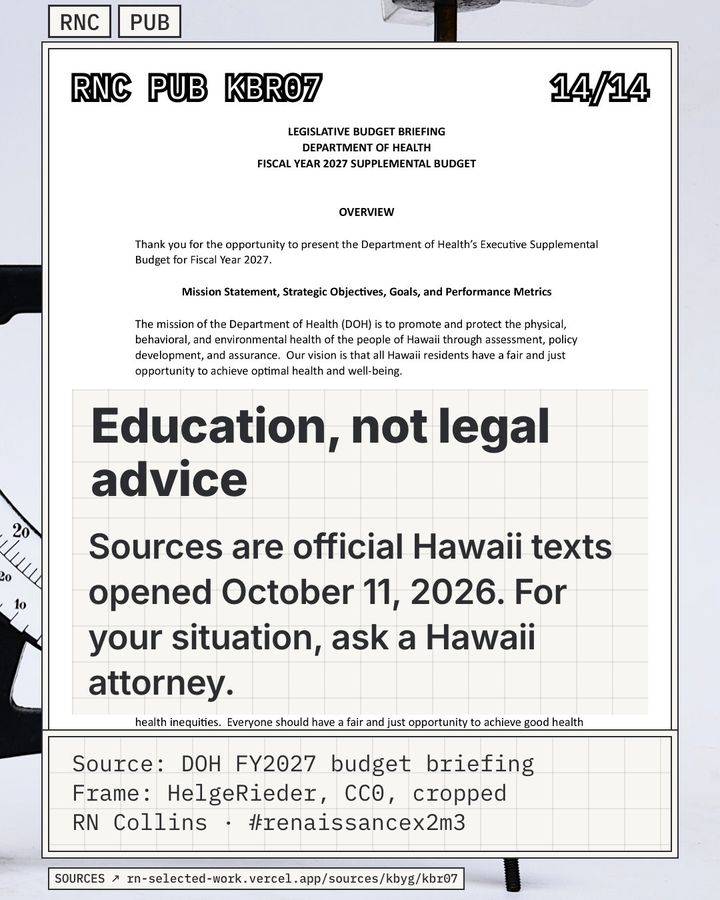 RNC PUB
RNC PUB KBR07 14/14
LEGISLATIVE BUDGET BRIEFING
DEPARTMENT OF HEALTH
FISCAL YEAR 2027 SUPPLEMENTAL BUDGET
OVERVIEW
Thank you for the opportunity to present the Department of Health's Executive Supplemental
Budget for Fiscal Year 2027.
Mission Statement, Strategic Objectives, Goals, and Performance Metrics
The mission of the Department of Health (DOH) is to promote and protect the physical,
behavioral, and environmental health of the people of Hawaii through assessment, policy
development, and assurance.  Our vision is that all Hawaii residents have a fair and just
opportunity to achieve optimal health and well-being.
Education, not legal
advice
Sources are official Hawaii texts
opened October 11, 2026. For
your situation, ask a Hawaii
attorney.
health inequities.  Everyone should have a fair and just opportunity to achieve good health
20
20
10
Source: DOH FY2027 budget briefing
Frame: HelgeRieder, CC0, cropped
RN Collins · #renaissancex2m3
SOURCES ↗ rn-selected-work.vercel.app/sources/kbyg/kbr07